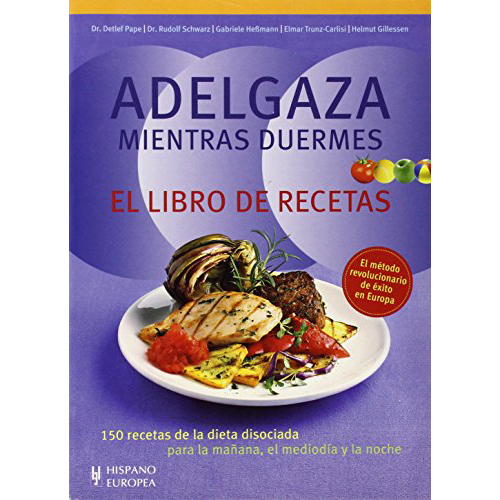 Dr. Detlef Pape | Dr. Rudolf Schwarz | Gabriele Heßmann | Elmar Trunz-Carlisi | Helmut Gillessen
ADELGAZA
MIENTRAS DUERMES
EL LIBRO DE RECETAS
El método
revolucionario
de éxito
en Europa
150 recetas de la dieta disociada
para la mañana, el mediodía y la noche
HISPANO
EUROPEA